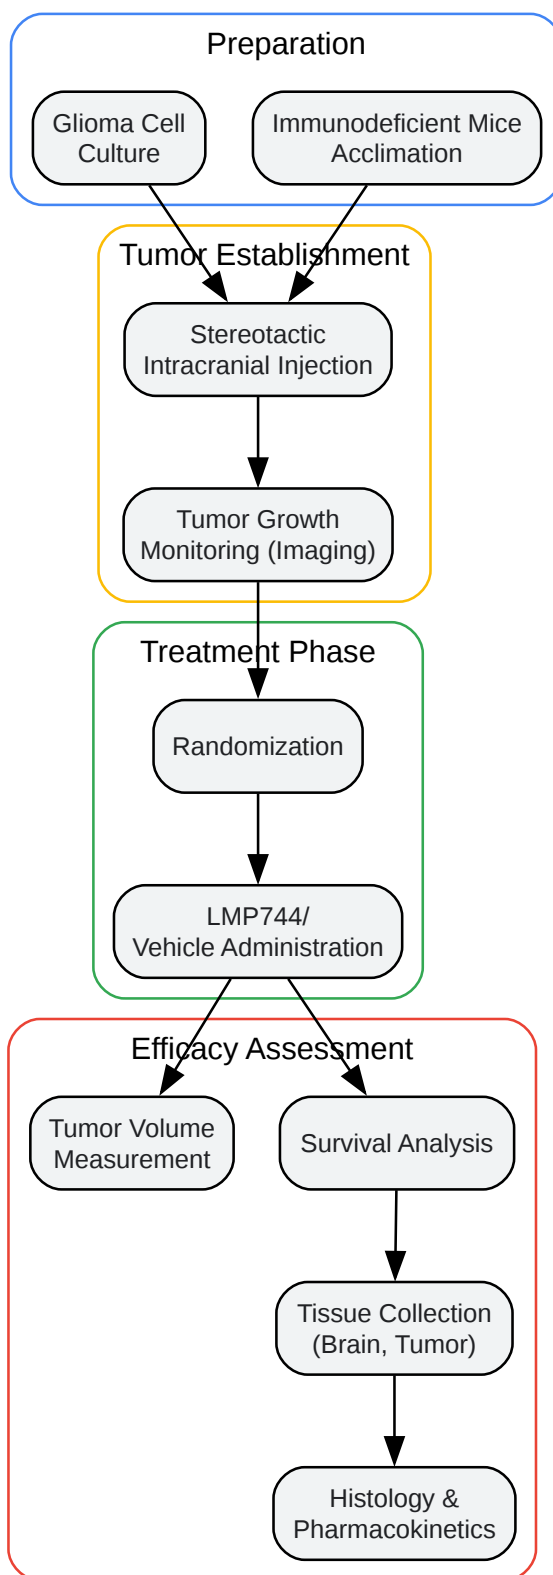 Preparation
Glioma Cell
Culture
Immunodeficient Mice
Acclimation
Tumor Establishment
Stereotactic
Intracranial Injection
Tumor Growth
Monitoring (Imaging)
Treatment Phase
Randomization
LMP744/
Vehicle Administration
Efficacy Assessment
Tumor Volume
Measurement
Survival Analysis
Tissue Collection
(Brain, Tumor)
Histology &
Pharmacokinetics